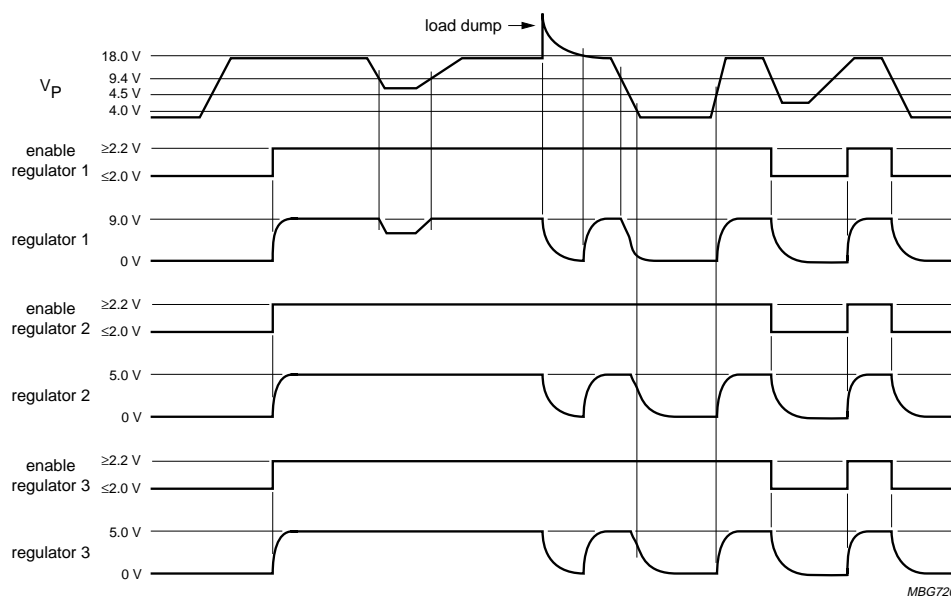 load dump
18.0 V
9.4 V
4.5 V
4.0 V
VP
enable
regulator 1
≥2.2 V
≤2.0 V
regulator 1
9.0 V
0 V
enable
regulator 2
≥2.2 V
≤2.0 V
regulator 2
5.0 V
0 V
enable
regulator 3
≥2.2 V
≤2.0 V
regulator 3
5.0 V
0 V